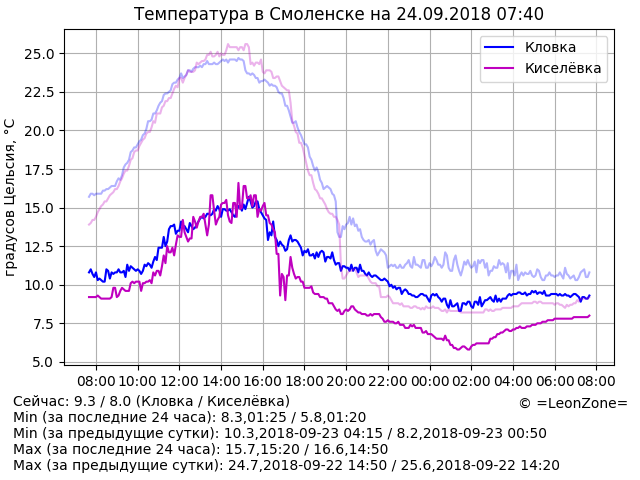 Температура в Смоленске на 24.09.2018 07:40
градусов Цельсия, °C
25.0
22.5
20.0
17.5
15.0
12.5
10.0
7.5
5.0
Кловка
Киселёвка
08:00 10:00 12:00 14:00 16:00 18:00 20:00 22:00 00:00 02:00 04:00 06:00 08:00
Сейчас: 9.3 / 8.0 (Кловка / Киселёвка)
© =LeonZone=
Min (за последние 24 часа): 8.3,01:25 / 5.8,01:20
Min (за предыдущие сутки): 10.3,2018-09-23 04:15 / 8.2,2018-09-23 00:50
Max (за последние 24 часа): 15.7,15:20 / 16.6,14:50
Max (за предыдущие сутки): 24.7,2018-09-22 14:50 / 25.6,2018-09-22 14:20